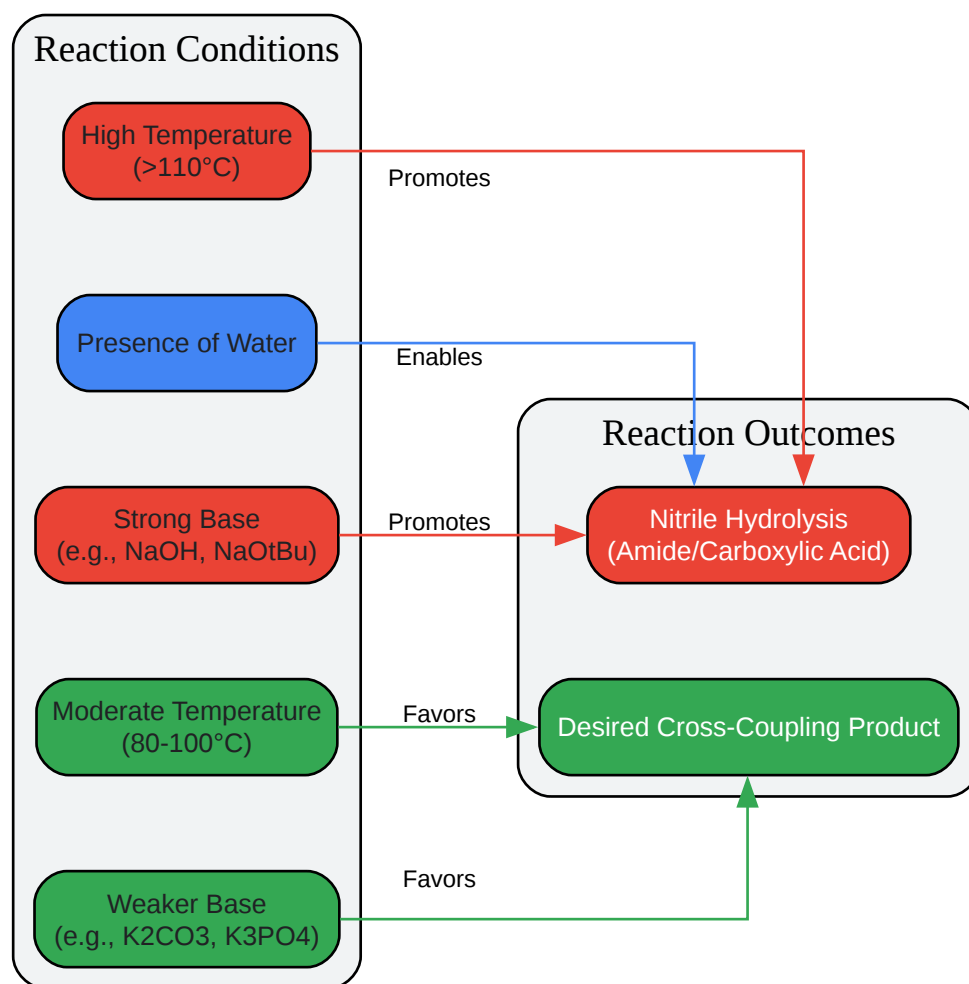 Reaction Conditions
High Temperature
(>110°C)
Promotes
Presence of Water
Enables
Reaction Outcomes
Strong Base
(e.g., NaOH, NaOtBu)
Promotes
Nitrile Hydrolysis
(Amide/Carboxylic Acid)
Moderate Temperature
(80-100°C)
Favors
Desired Cross-Coupling Product
Weaker Base
(e.g., K2CO3, K3PO4)
Favors